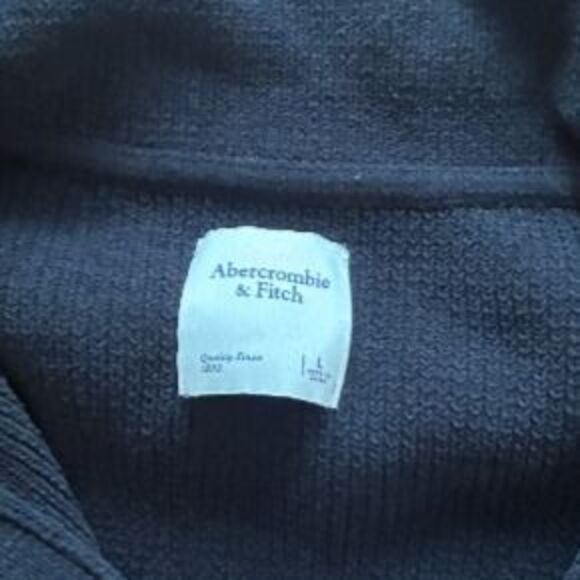 Abercrombie
& Fitch
Quality Since
1892
L